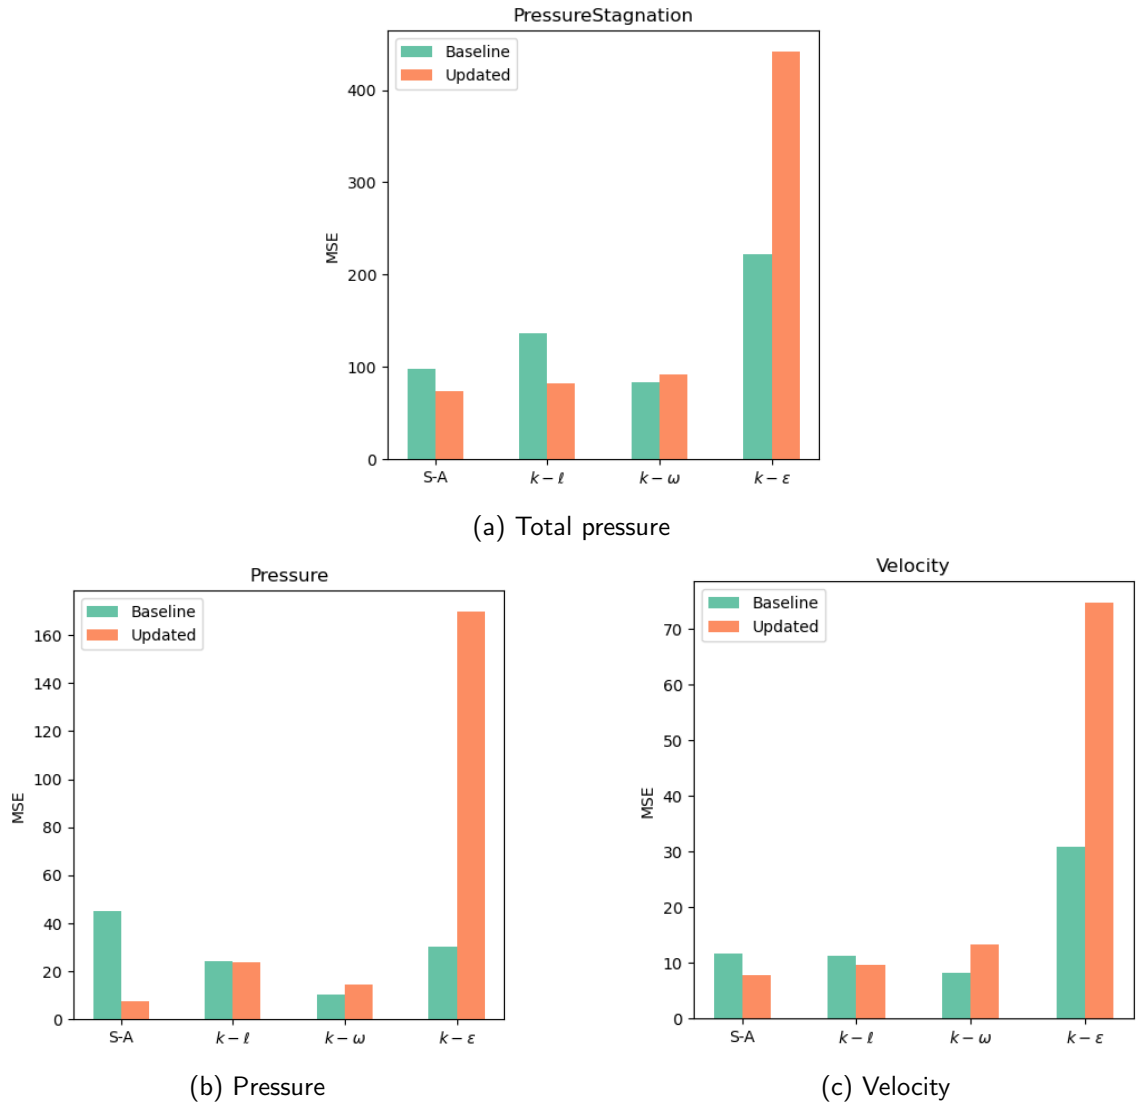 PressureStagnation
Baseline
Updated
400
300
200
100
0
MSE
S-A k − ℓ k − ω k − ε
(a) Total pressure
Pressure
Baseline
Updated
160
140
120
100
80
60
40
20
0
MSE
S-A k − ℓ k − ω k − ε
(b) Pressure
Velocity
Baseline
Updated
70
60
50
40
30
20
10
0
MSE
S-A k − ℓ k − ω k − ε
(c) Velocity